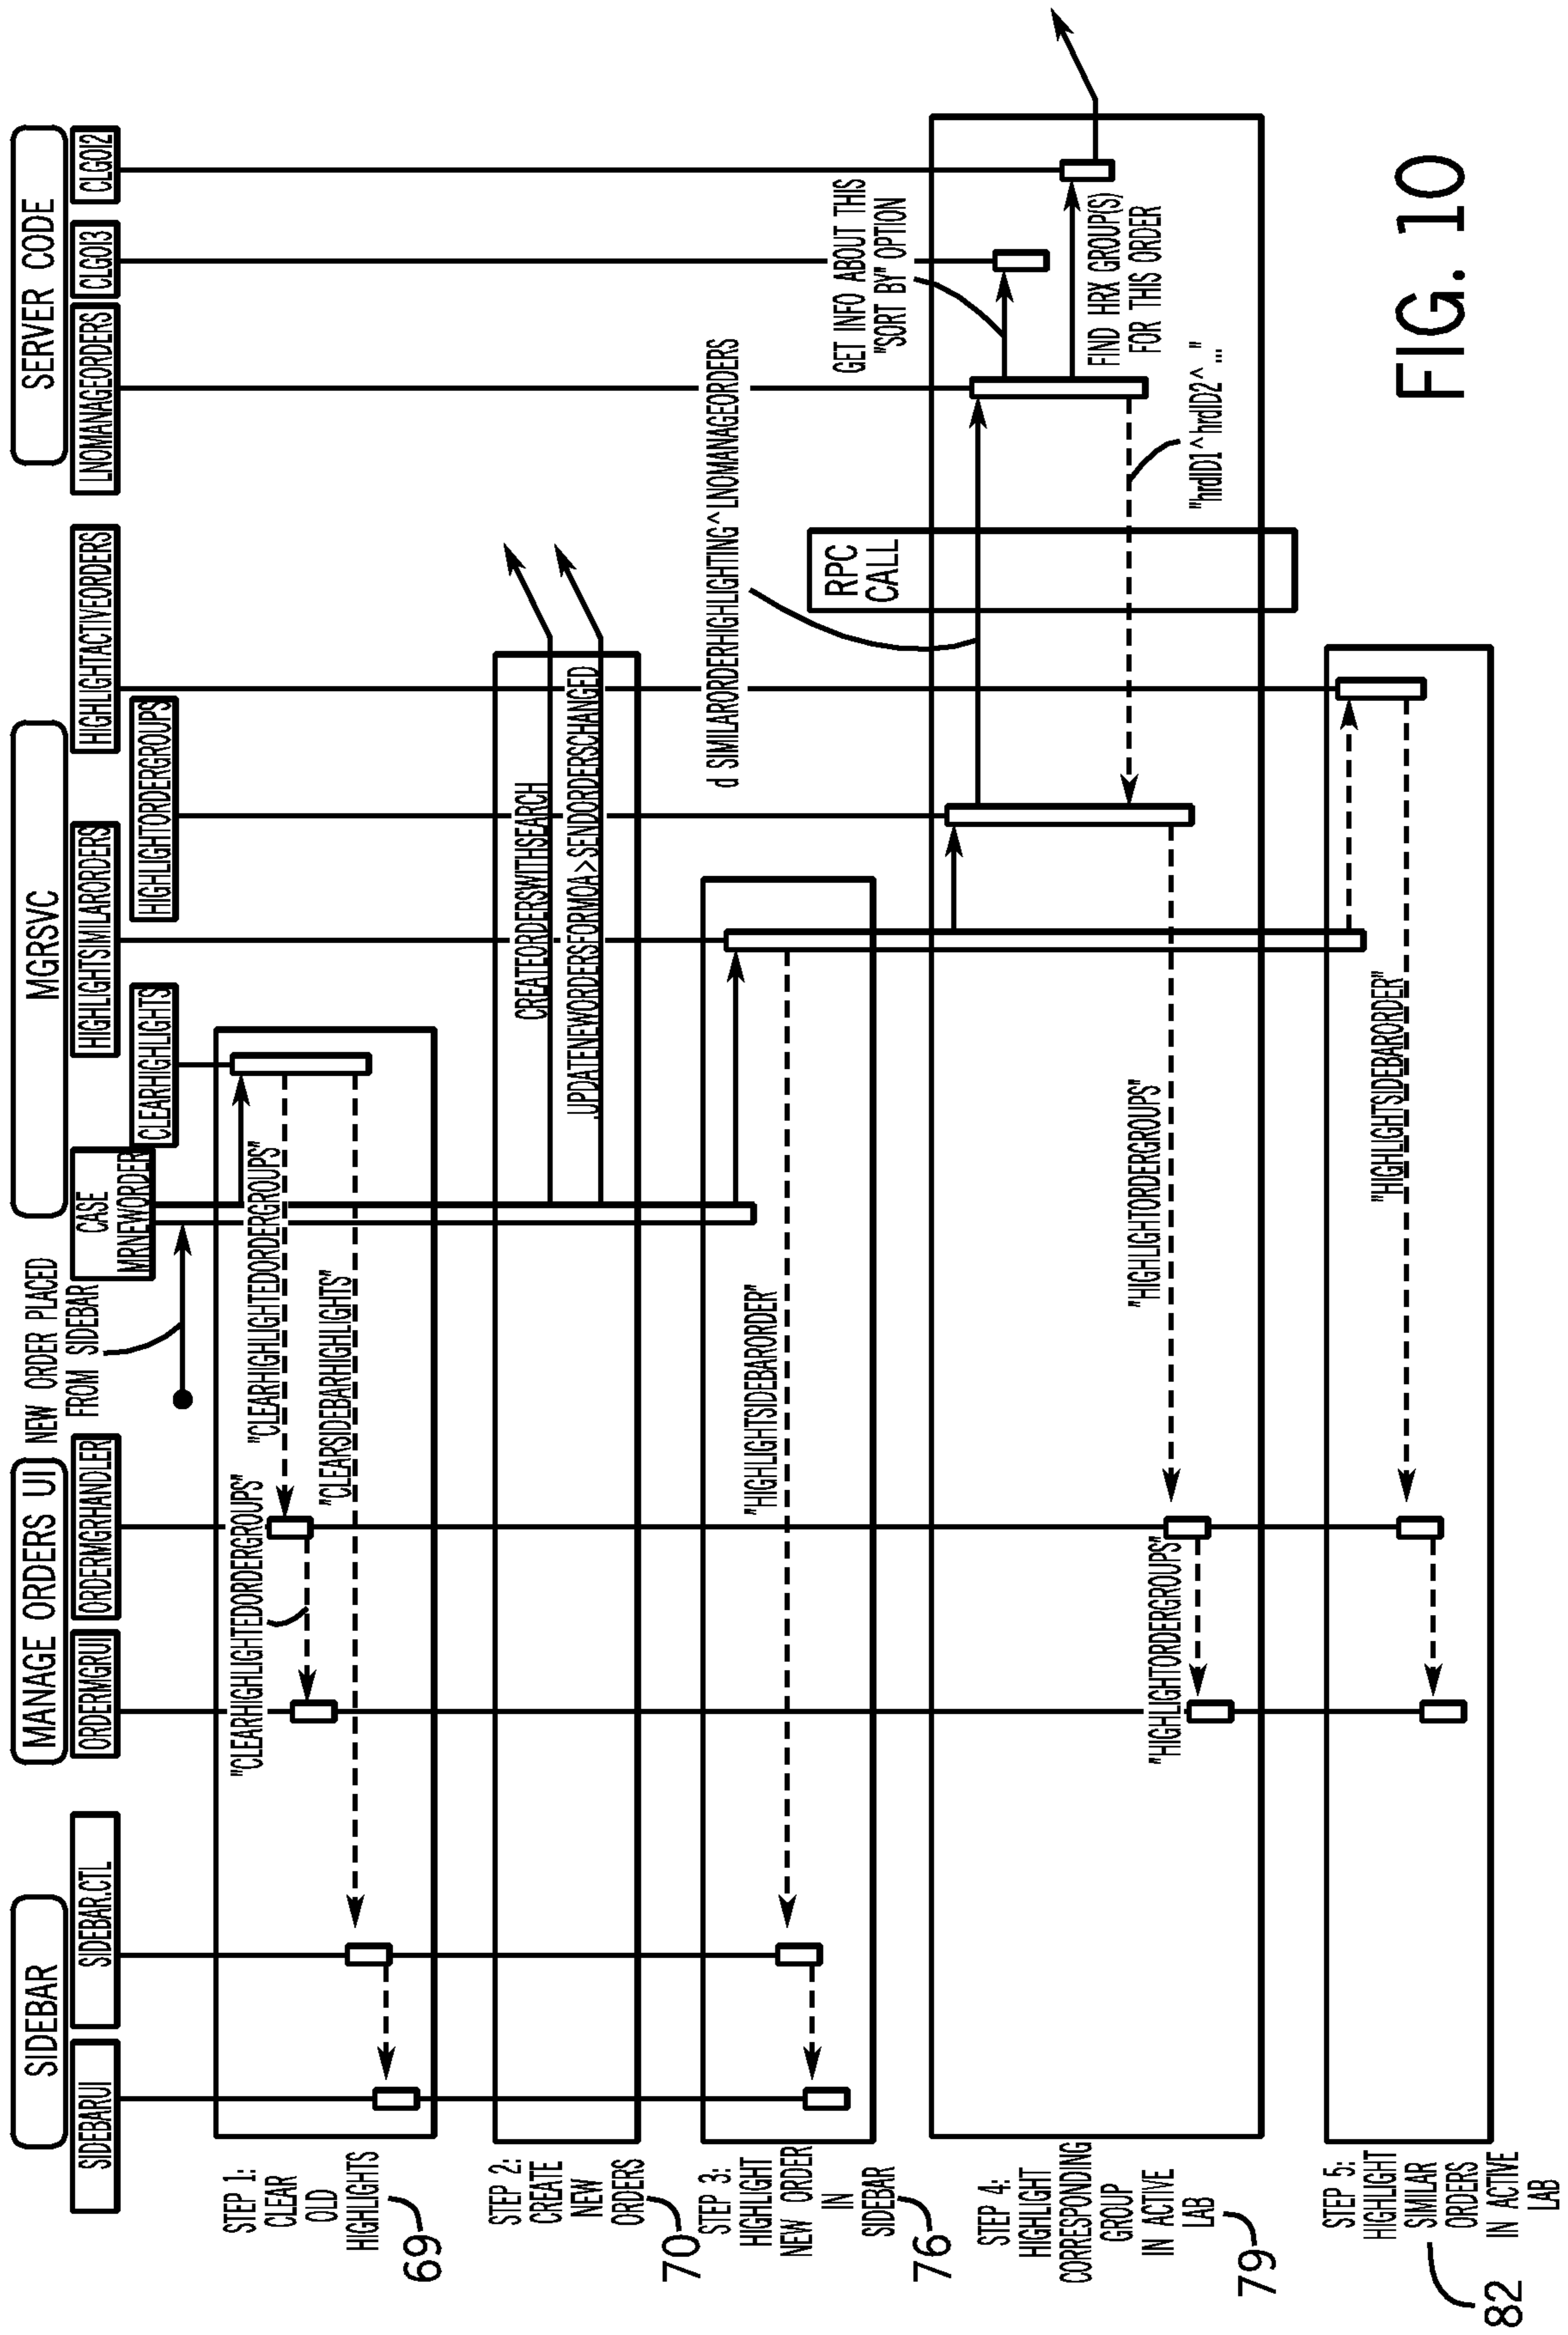 SIDEBAR
MANAGE ORDERS UI
MGRSVC
SERVER CODE
SIDEBARUI
SIDEBAR.CTL
ORDERMGRUI
ORDERMGRHANDLER
NEW ORDER PLACED
FROM SIDEBAR
CASE
MRNEWORDER
CLEARHIGHLIGHTS
HIGHLIGHTSIMILARORDERS
HIGHLIGHTORDERGROUPS
HIGHLIGHTACTIVEORDERS
LNOMANAGEORDERS
CLGOI3
CLGOI2
STEP 1:
CLEAR
OLD
HIGHLIGHTS
69
"CLEARHIGHLIGHTEDORDERGROUPS"
"CLEARHIGHLIGHTEDORDERGROUPS"
"CLEARSIDEBARHIGHLIGHTS"
STEP 2:
CREATE
NEW
ORDERS
70
CREATEORDERSWITHSEARCH
.UPDATENEWORDERSFORMOA>SENDORDERSCHANGED
STEP 3:
HIGHLIGHT
NEW ORDER
IN
SIDEBAR
76
"HIGHLIGHTSIDEBARORDER"
d SIMILARORDERHIGHLIGHTING^LNOMANAGEORDERS
GET INFO ABOUT THIS
"SORT BY" OPTION
RPC
CALL
STEP 4:
HIGHLIGHT
CORRESPONDING
GROUP
IN ACTIVE
LAB
79
"HIGHLIGHTORDERGROUPS"
"HIGHLIGHTORDERGROUPS"
FIND HRX GROUP(S)
FOR THIS ORDER
"hrdID1^hrdID2^..."
STEP 5:
HIGHLIGHT
SIMILAR
ORDERS
IN ACTIVE
LAB
82
"HIGHLIGHTSIDEBARORDER"
FIG. 10